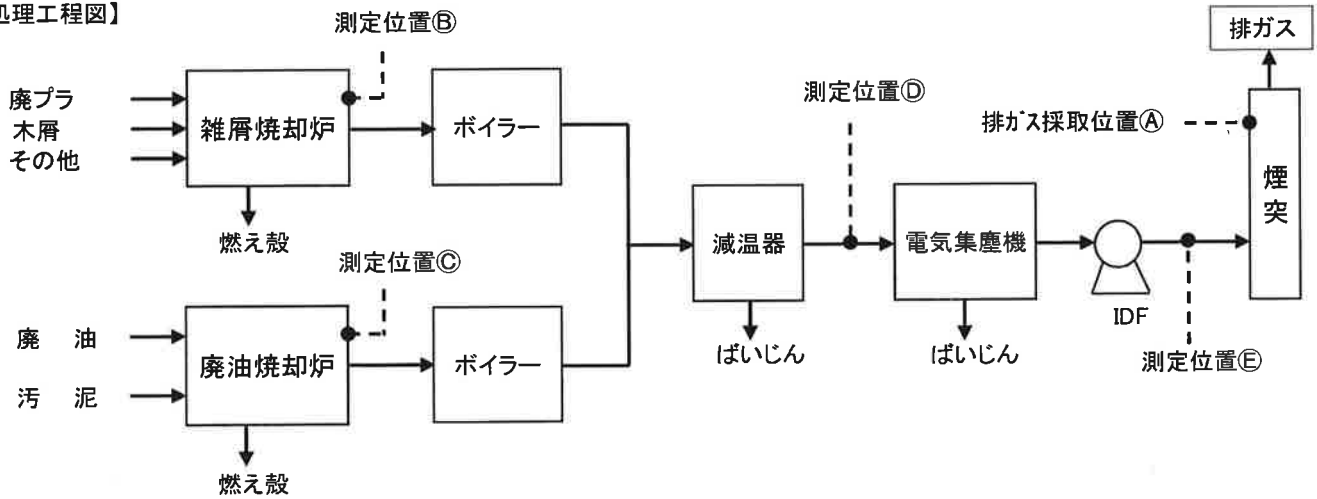 処理工程図】
測定位置Ⓑ
排ガス
廃プラ
木屑
その他
雑屑焼却炉
ボイラー
測定位置Ⓓ
排ガス採取位置Ⓐ
煙突
燃え殻
減温器
電気集塵機
測定位置Ⓒ
IDF
廃 油
汚 泥
廃油焼却炉
ボイラー
ばいじん
ばいじん
測定位置Ⓔ
燃え殻